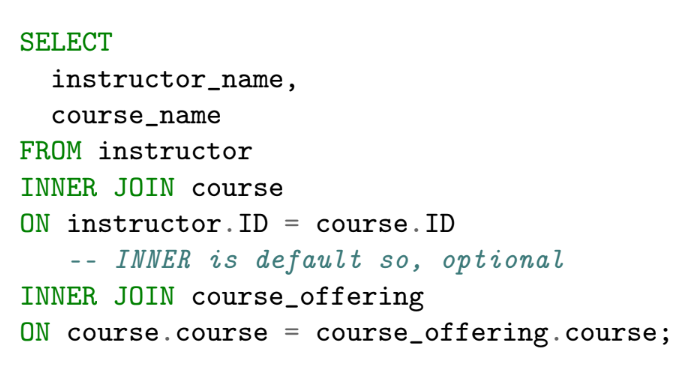 SELECT
instructor_name,
course_name
FROM instructor
INNER JOIN course
ON instructor.ID = course.ID
-- INNER is default so, optional
INNER JOIN course_offering
ON course.course = course_offering.course;